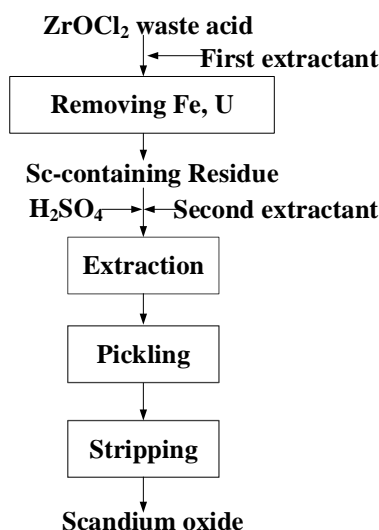 ZrOCl₂ waste acid
First extractant
Removing Fe, U
Sc-containing Residue
H₂SO₄ Second extractant
Extraction
Pickling
Stripping
Scandium oxide